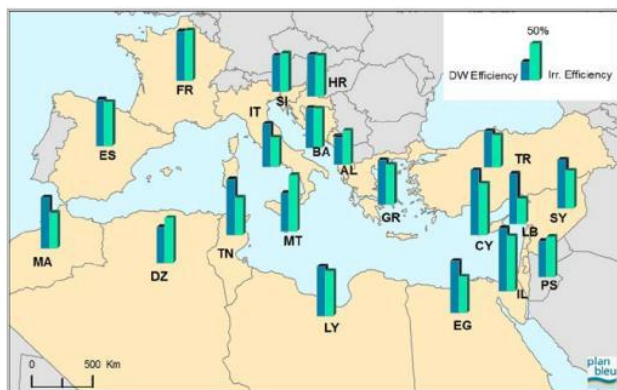 50%
DW Efficiency
Irr. Efficiency
FR
SI
HR
IT
ES
BA
AL
TR
GR
SY
LB
CY
MA
DZ
TN
MT
IL
PS
LY
EG
0 500 Km
plan
bleu